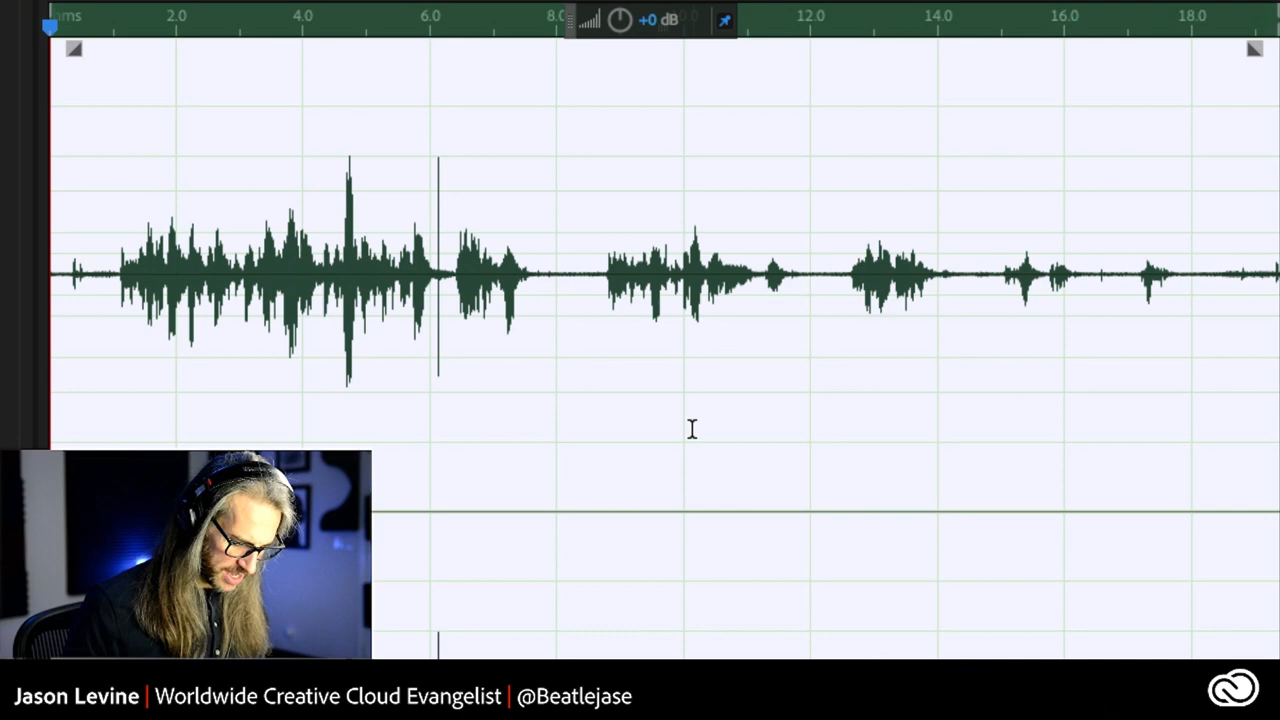 hms 2.0 4.0 6.0 8.0 12.0 14.0 16.0 18.0
+0 dB
Jason Levine | Worldwide Creative Cloud Evangelist | @Beatlejase